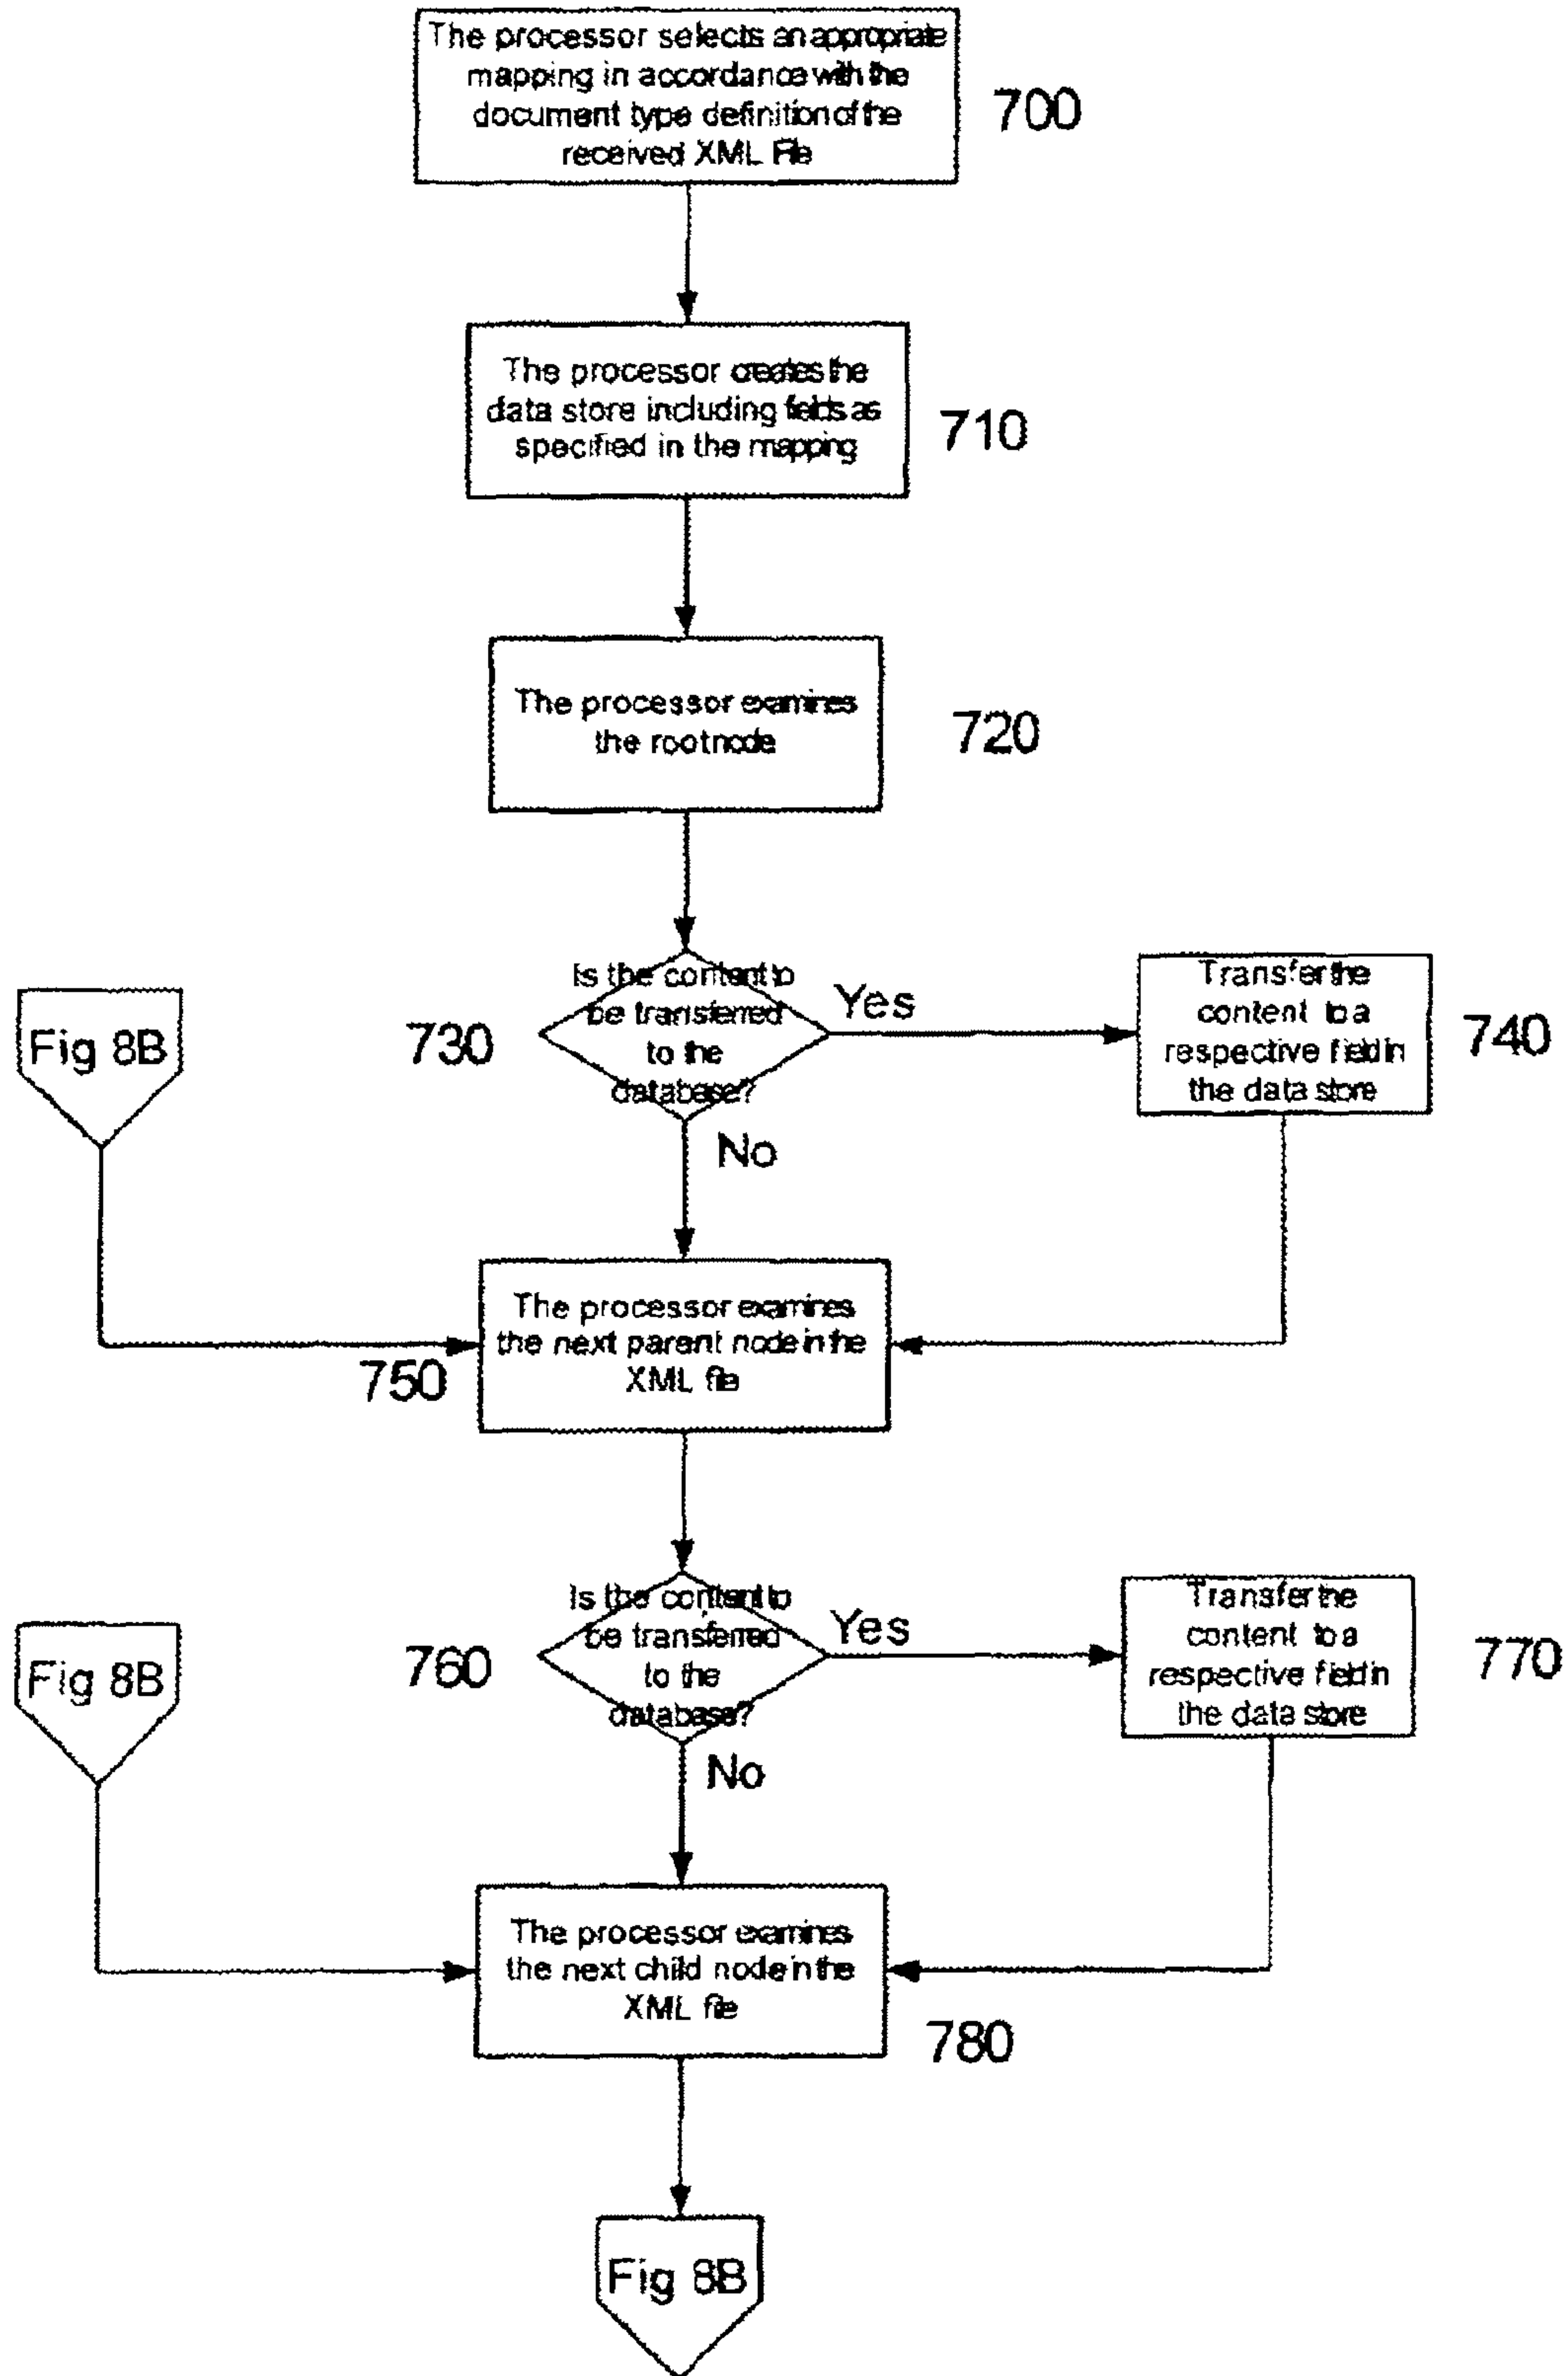 The processor selects an appropriate
mapping in accordance with the
document type definition of the
received XML File
700
The processor creates the
data store including fields as
specified in the mapping
710
The processor examines
the root node
720
Is the content to
be transferred
to the
database?
730
Yes
Transfer the
content to a
respective field in
the data store
740
Fig 8B
No
The processor examines
the next parent node in the
XML file
750
Is the content to
be transferred
to the
database?
760
Yes
Transfer the
content to a
respective field in
the data store
770
Fig 8B
No
The processor examines
the next child node in the
XML file
780
Fig 8B